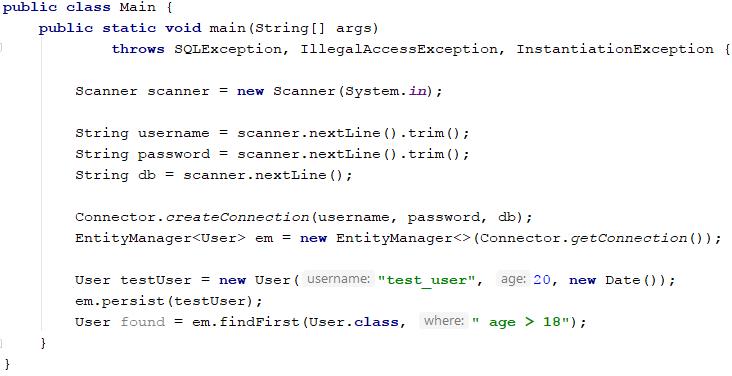 public class Main {
    public static void main(String[] args)
            throws SQLException, IllegalAccessException, InstantiationException {

        Scanner scanner = new Scanner(System.in);

        String username = scanner.nextLine().trim();
        String password = scanner.nextLine().trim();
        String db = scanner.nextLine();

        Connector.createConnection(username, password, db);
        EntityManager<User> em = new EntityManager<>(Connector.getConnection());

        User testUser = new User( username: "test_user", age: 20, new Date());
        em.persist(testUser);
        User found = em.findFirst(User.class, where: " age > 18");
    }
}